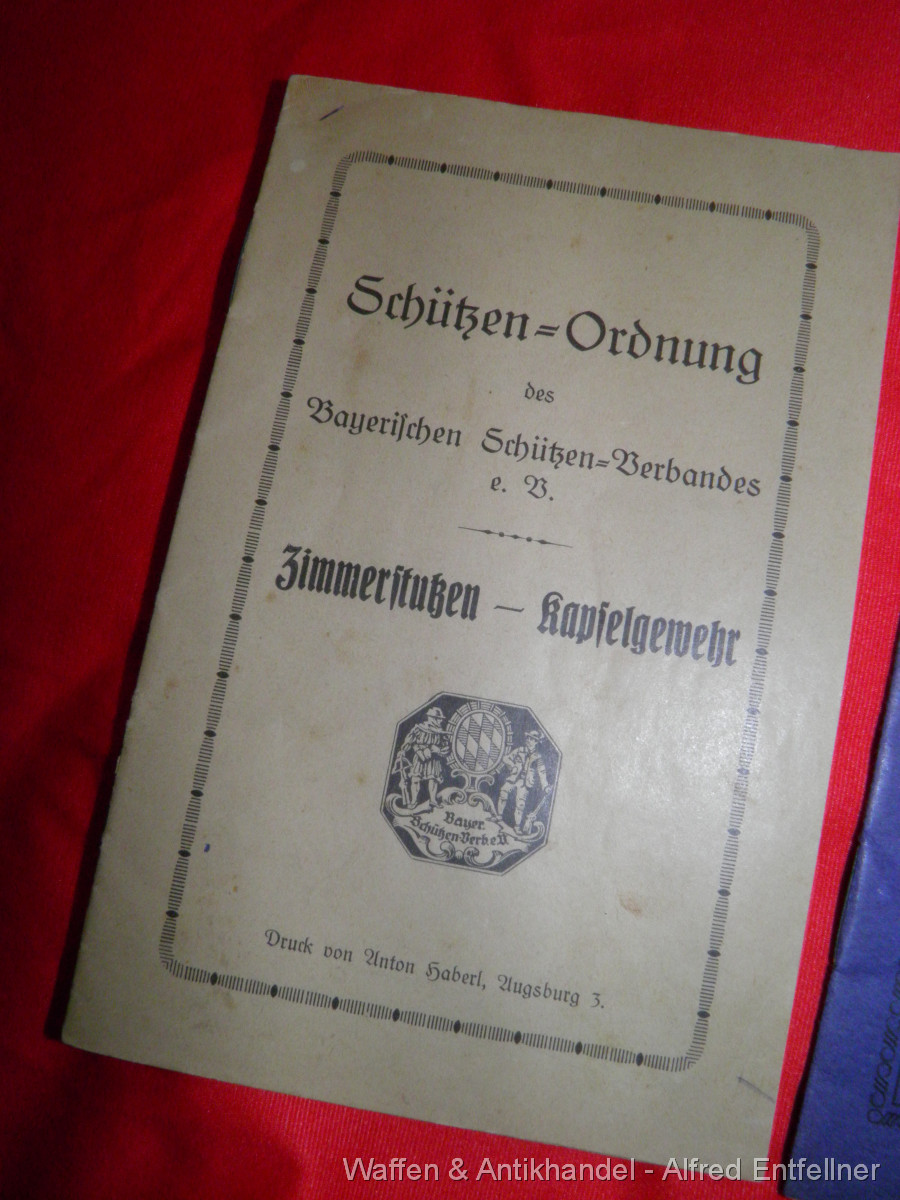 Schützen=Ordnung
des
Bayeriſchen Schützen=Verbandes
e. V.
Zimmerſtutzen — Kapſelgewehr
Bayer.
Schützen-Verb.e.V.
Druck von Anton Haberl, Augsburg 3.
Waffen & Antikhandel - Alfred Entfellner